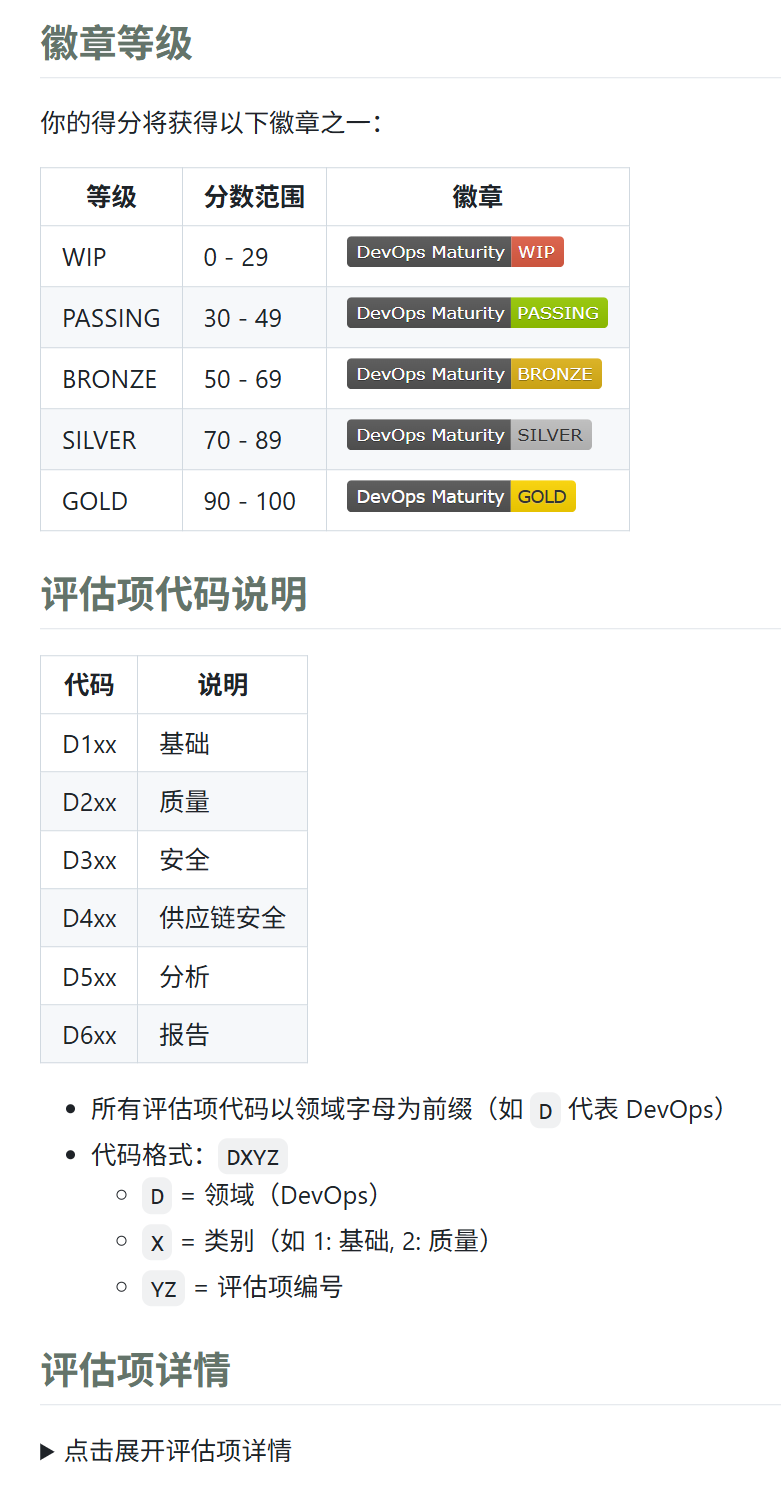 徽章等级
你的得分将获得以下徽章之一：
等级 分数范围 徽章
WIP 0 - 29 DevOps Maturity WIP
PASSING 30 - 49 DevOps Maturity PASSING
BRONZE 50 - 69 DevOps Maturity BRONZE
SILVER 70 - 89 DevOps Maturity SILVER
GOLD 90 - 100 DevOps Maturity GOLD
评估项代码说明
代码 说明
D1xx 基础
D2xx 质量
D3xx 安全
D4xx 供应链安全
D5xx 分析
D6xx 报告
所有评估项代码以领域字母为前缀（如 D 代表 DevOps）
代码格式：DXYZ
D = 领域（DevOps）
X = 类别（如 1: 基础, 2: 质量）
YZ = 评估项编号
评估项详情
点击展开评估项详情